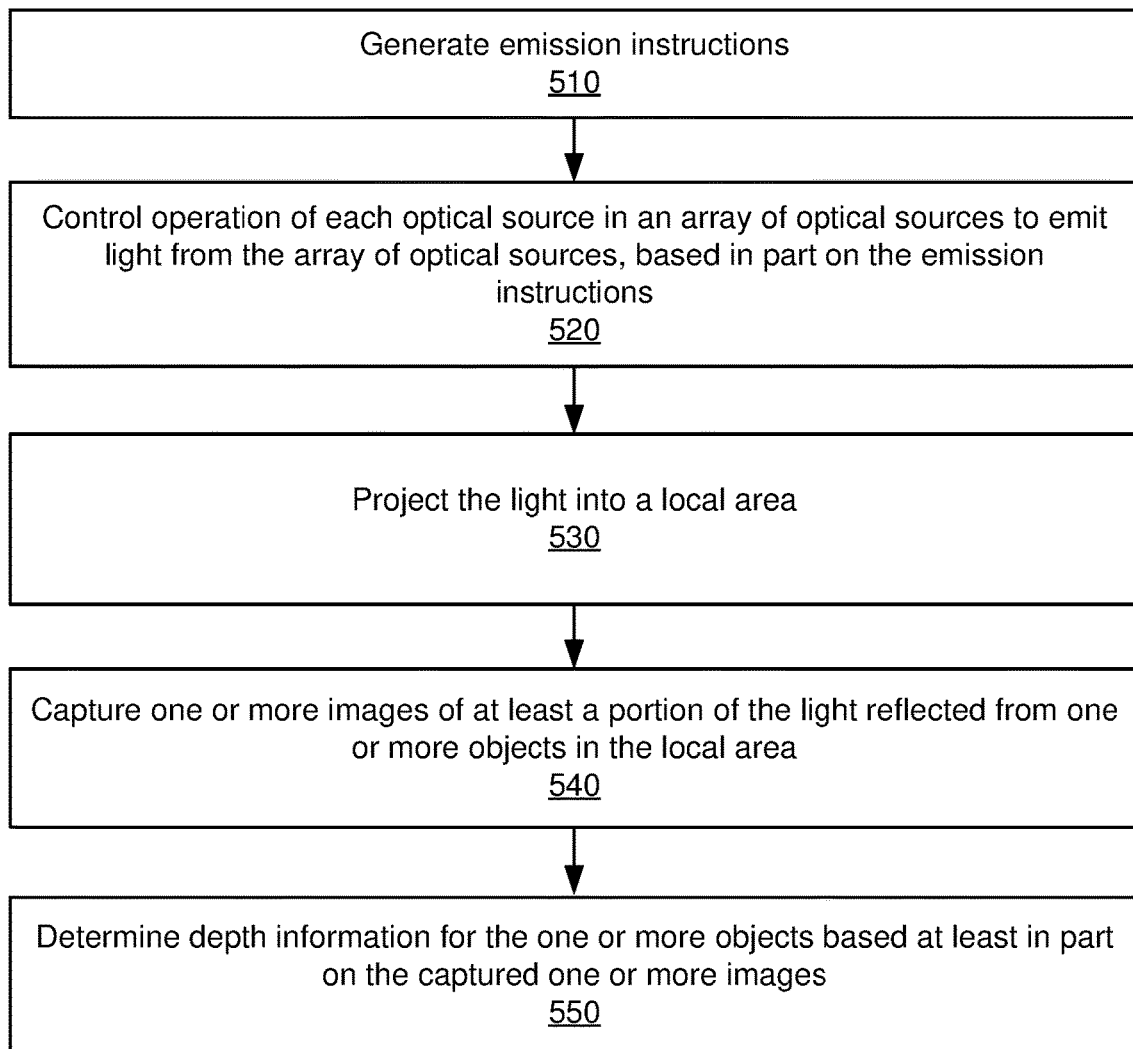 Generate emission instructions
510
Control operation of each optical source in an array of optical sources to emit
light from the array of optical sources, based in part on the emission
instructions
520
Project the light into a local area
530
Capture one or more images of at least a portion of the light reflected from one
or more objects in the local area
540
Determine depth information for the one or more objects based at least in part
on the captured one or more images
550